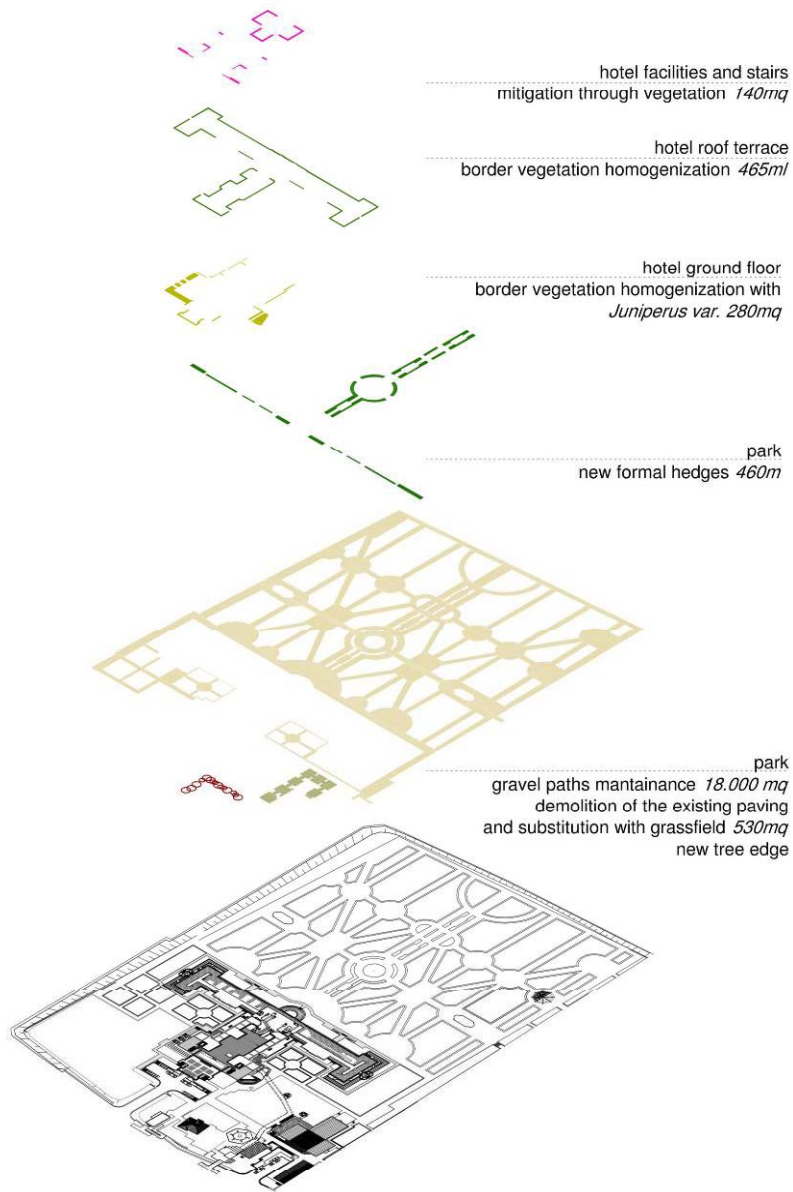 hotel facilities and stairs
mitigation through vegetation 140mq
hotel roof terrace
border vegetation homogenization 465ml
hotel ground floor
border vegetation homogenization with
Juniperus var. 280mq
park
new formal hedges 460m
park
gravel paths mantainance 18.000 mq
demolition of the existing paving
and substitution with grassfield 530mq
new tree edge